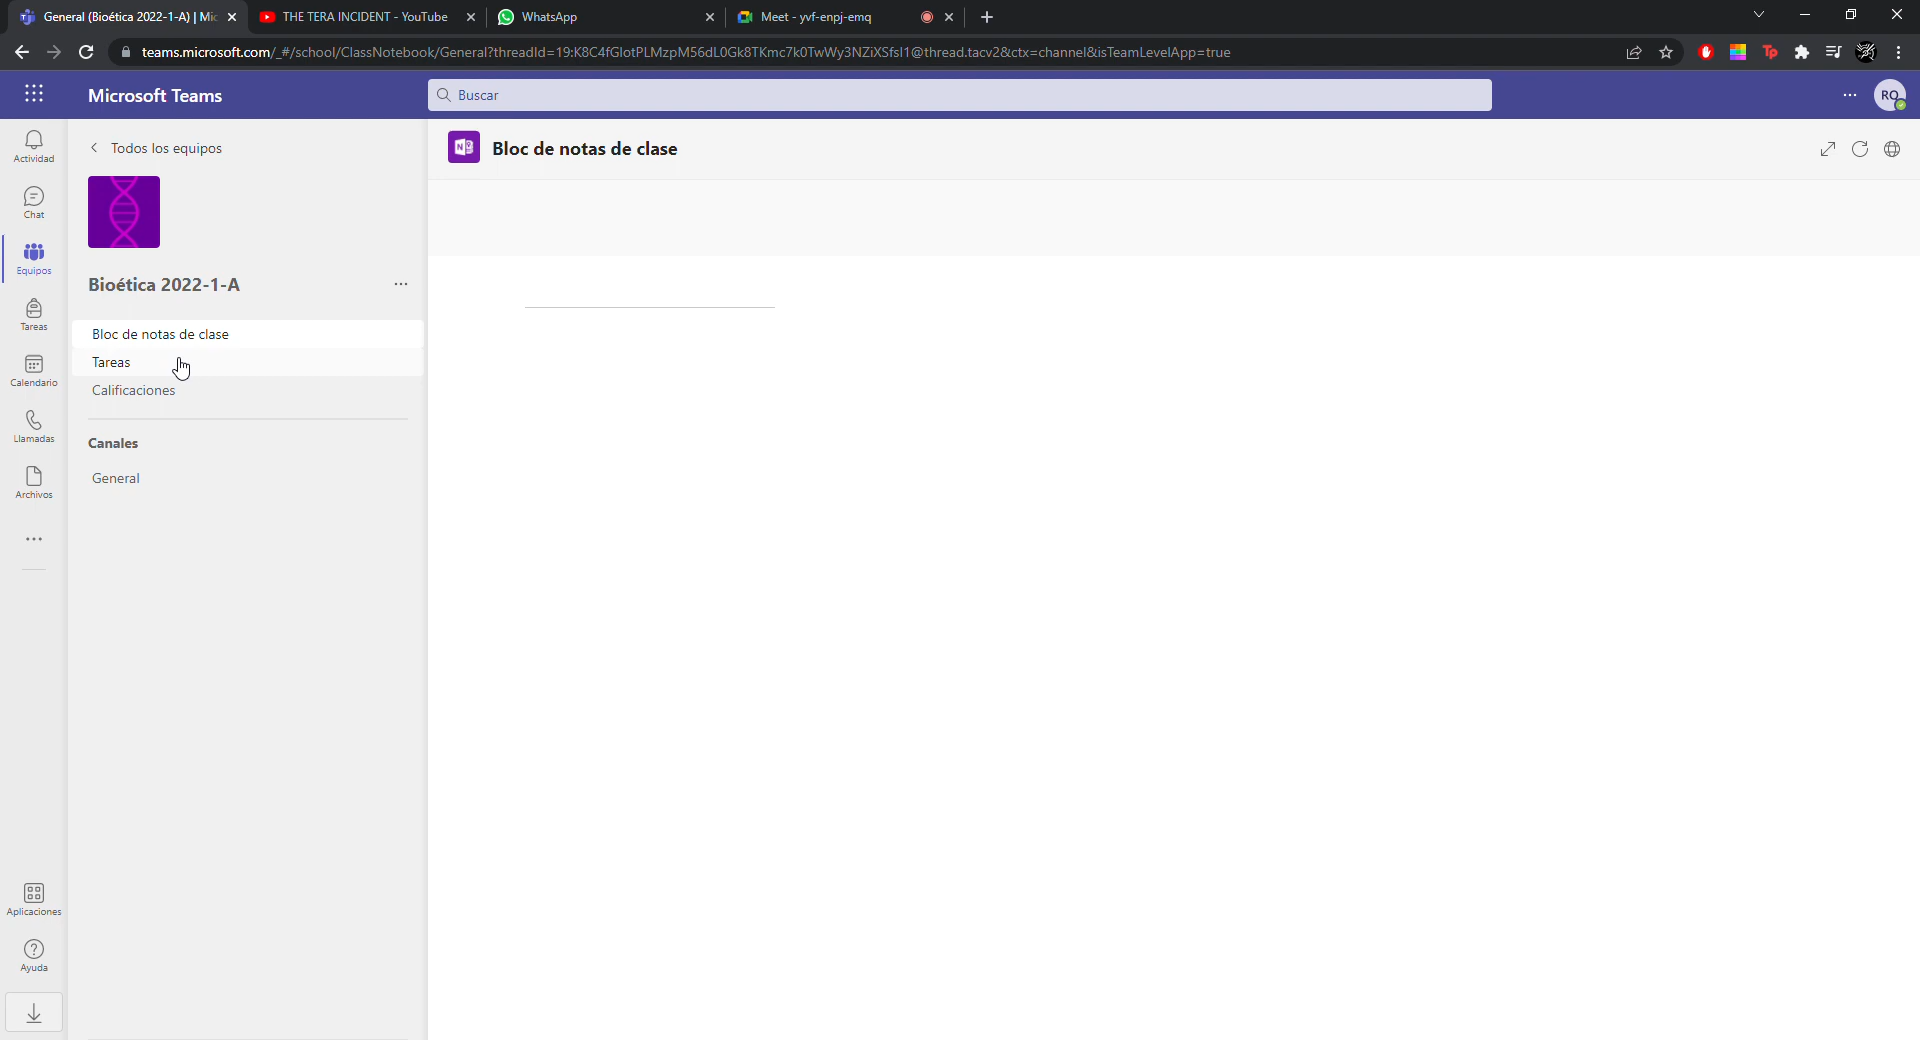 General (Bioética 2022-1-A) | Mic
THE TERA INCIDENT - YouTube
WhatsApp
Meet - yvf-enpj-emq
teams.microsoft.com/_#/school/ClassNotebook/General?threadId=19:K8C4fGlotPLMzpM56dL0Gk8TKmc7k0TwWy3NZiXSfsI1@thread.tacv2&ctx=channel&isTeamLevelApp=true
Microsoft Teams
Buscar
RO
Actividad
Chat
Equipos
Tareas
Calendario
Llamadas
Archivos
Aplicaciones
Ayuda
Todos los equipos
Bioética 2022-1-A
Bloc de notas de clase
Tareas
Calificaciones
Canales
General
Bloc de notas de clase